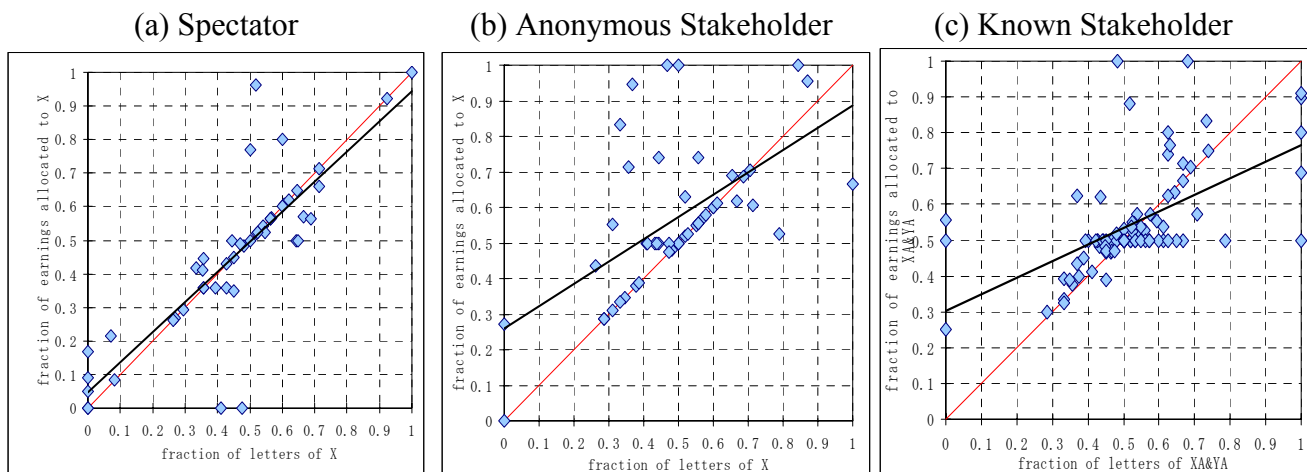 (a) Spectator
(b) Anonymous Stakeholder
(c) Known Stakeholder
fraction of earnings allocated to X
1
0.9
0.8
0.7
0.6
0.5
0.4
0.3
0.2
0.1
0
0 0.1 0.2 0.3 0.4 0.5 0.6 0.7 0.8 0.9 1
fraction of letters of X
fraction of earnings allocated to X
1
0.9
0.8
0.7
0.6
0.5
0.4
0.3
0.2
0.1
0
0 0.1 0.2 0.3 0.4 0.5 0.6 0.7 0.8 0.9 1
fraction of letters of X
fraction of earnings allocated to
XA&YA
1
0.9
0.8
0.7
0.6
0.5
0.4
0.3
0.2
0.1
0
0 0.1 0.2 0.3 0.4 0.5 0.6 0.7 0.8 0.9 1
fraction of letters of XA&YA